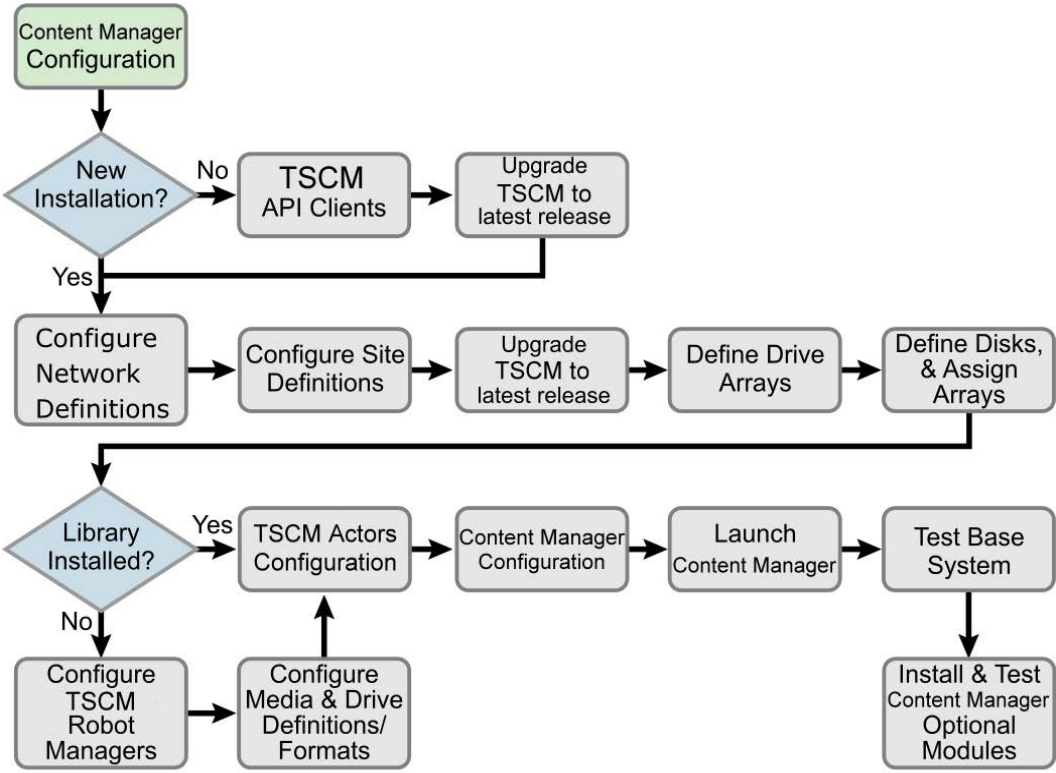 Content Manager
Configuration
New
Installation?
No
TSCM
API Clients
Upgrade
TSCM to
latest release
Yes
Configure
Network
Definitions
Configure Site
Definitions
Upgrade
TSCM to
latest release
Define Drive
Arrays
Define Disks,
& Assign
Arrays
Library
Installed?
Yes
TSCM Actors
Configuration
Content Manager
Configuration
Launch
Content Manager
Test Base
System
No
Configure
TSCM
Robot
Managers
Configure
Media & Drive
Definitions/
Formats
Install & Test
Content Manager
Optional
Modules